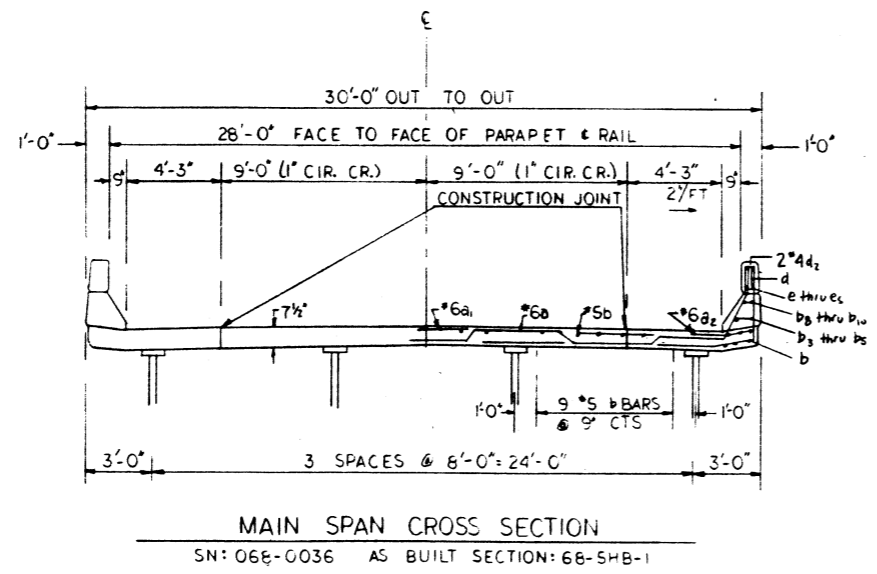 ℄
30'-0" OUT TO OUT
1'-0" 28'-0" FACE TO FACE OF PARAPET & RAIL 1'-0"
9" 4'-3" 9'-0" (1" CIR. CR.) 9'-0" (1" CIR. CR.) 4'-3" 9"
2"/FT
CONSTRUCTION JOINT
2 #4d2
d
e thru e5
7½" #6a1 #6a #5b #6a2 b8 thru b10
b3 thru b5
b
1'-0" 9 #5 b BARS 1'-0"
@ 9" CTS
3'-0" 3 SPACES @ 8'-0" = 24'-0" 3'-0"
MAIN SPAN CROSS SECTION
SN: 068-0036 AS BUILT SECTION: 68-5HB-1